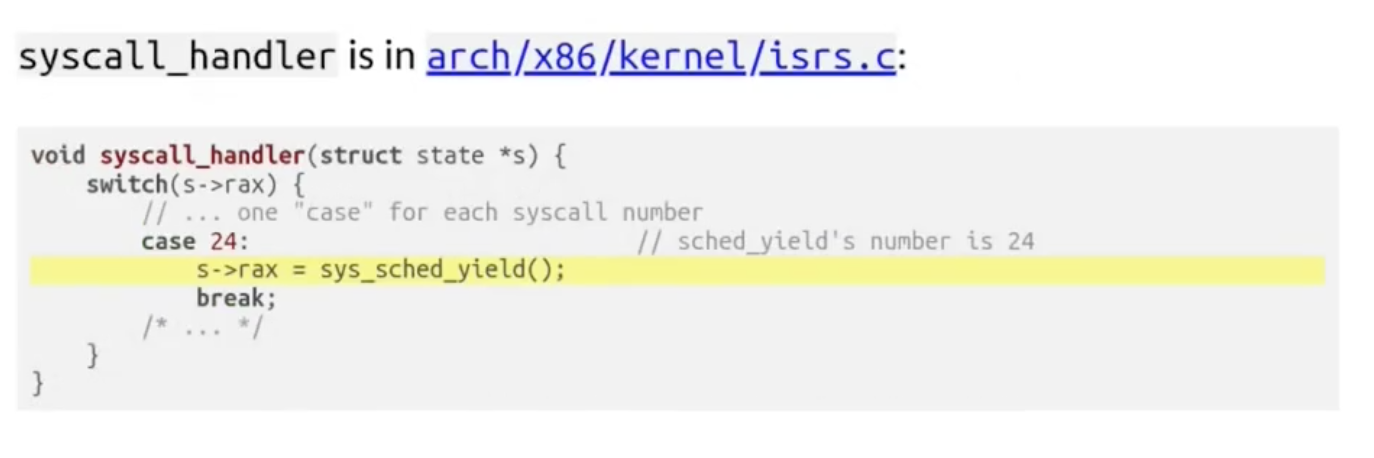 syscall_handler is in arch/x86/kernel/isrs.c:
void syscall_handler(struct state *s) {
    switch(s->rax) {
        // ... one "case" for each syscall number
        case 24:                            // sched_yield's number is 24
            s->rax = sys_sched_yield();
            break;
        /* ... */
    }
}